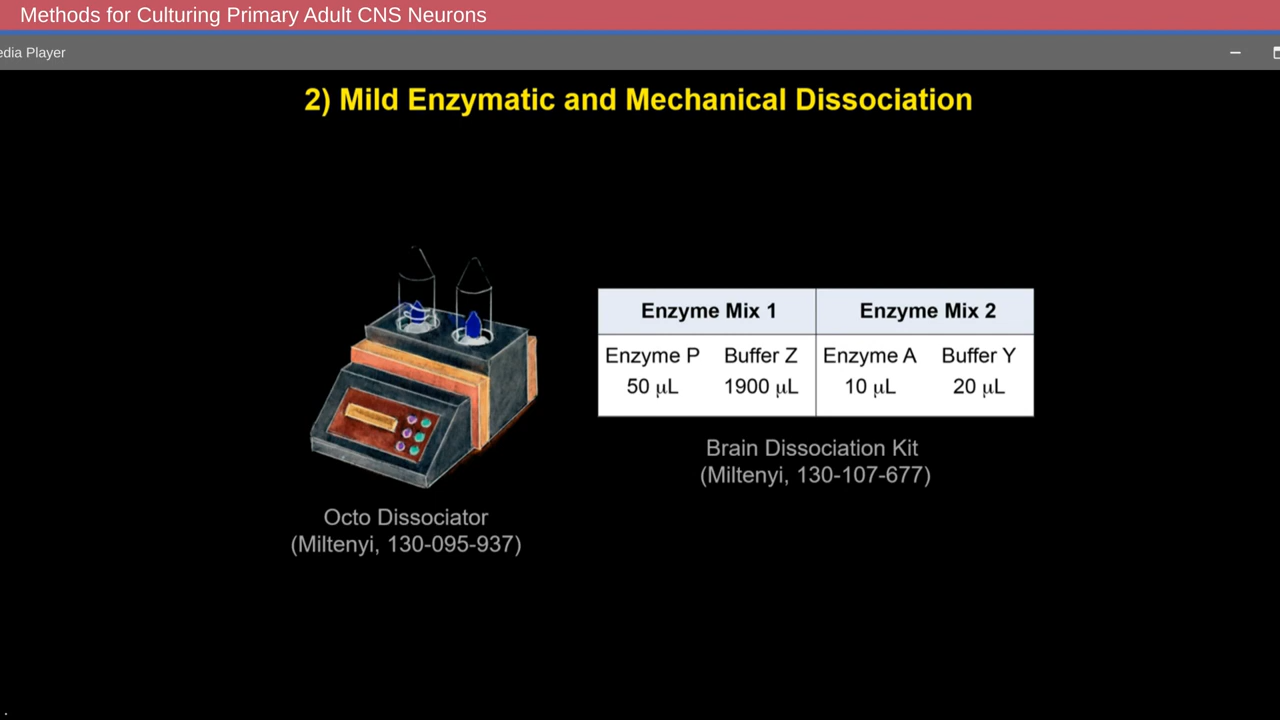 Methods for Culturing Primary Adult CNS Neurons
edia Player
2) Mild Enzymatic and Mechanical Dissociation
Enzyme Mix 1 Enzyme Mix 2
Enzyme P Buffer Z Enzyme A Buffer Y
50 μL 1900 μL 10 μL 20 μL
Brain Dissociation Kit
(Miltenyi, 130-107-677)
Octo Dissociator
(Miltenyi, 130-095-937)